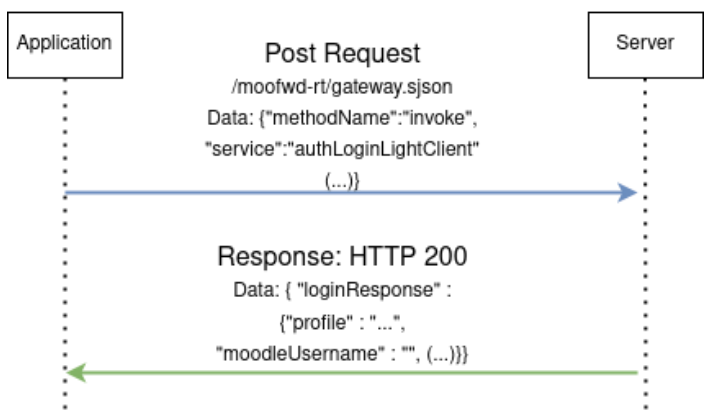 Application
Server
Post Request
/moofwd-rt/gateway.sjson
Data: {"methodName":"invoke",
"service":"authLoginLightClient"
(...)}
Response: HTTP 200
Data: { "loginResponse" :
{"profile" : "...",
"moodleUsername" : "", (...)}}